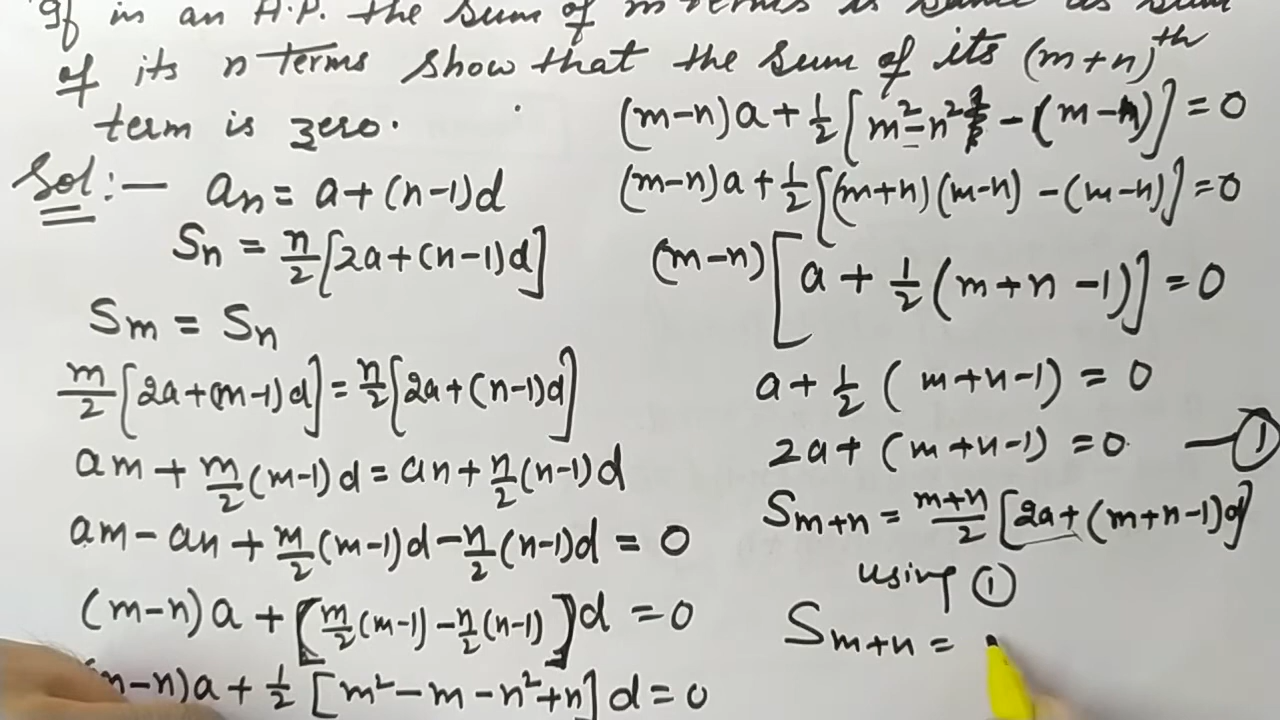 If in an A.P. the sum of m terms is same as sum
of its n terms show that the sum of its (m+n)th
term is zero.
Sol:— an = a+(n-1)d
Sn = n/2[2a+(n-1)d]
Sm = Sn
m/2[2a+(m-1)d] = n/2[2a+(n-1)d]
am + m/2(m-1)d = an + n/2(n-1)d
am - an + m/2(m-1)d - n/2(n-1)d = 0
(m-n)a + [m/2(m-1) - n/2(n-1)]d = 0
(m-n)a + 1/2[m²-m-n²+n]d = 0
(m-n)a + 1/2[m²-n² - (m-n)] = 0
(m-n)a + 1/2[(m+n)(m-n) - (m-n)] = 0
(m-n)[a + 1/2(m+n-1)] = 0
a + 1/2(m+n-1) = 0
2a + (m+n-1) = 0 —①
Sm+n = m+n/2[2a+(m+n-1)d]
using ①
Sm+n =